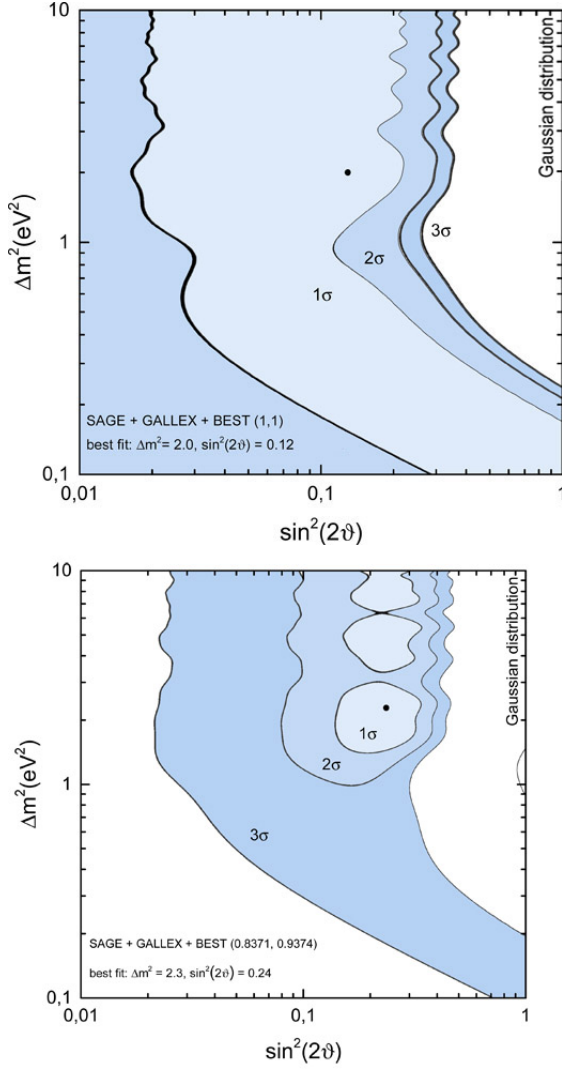 10
Gaussian distribution
Δm²(eV²)
1
3σ
2σ
1σ
SAGE + GALLEX + BEST (1,1)
best fit: Δm²= 2.0, sin²(2ϑ) = 0.12
0,1
0,01 0,1 1
sin²(2ϑ)
10
Gaussian distribution
Δm²(eV²)
1σ
2σ
1
3σ
SAGE + GALLEX + BEST (0.8371, 0.9374)
best fit: Δm² = 2.3, sin²(2ϑ) = 0.24
0,1
0,01 0,1 1
sin²(2ϑ)